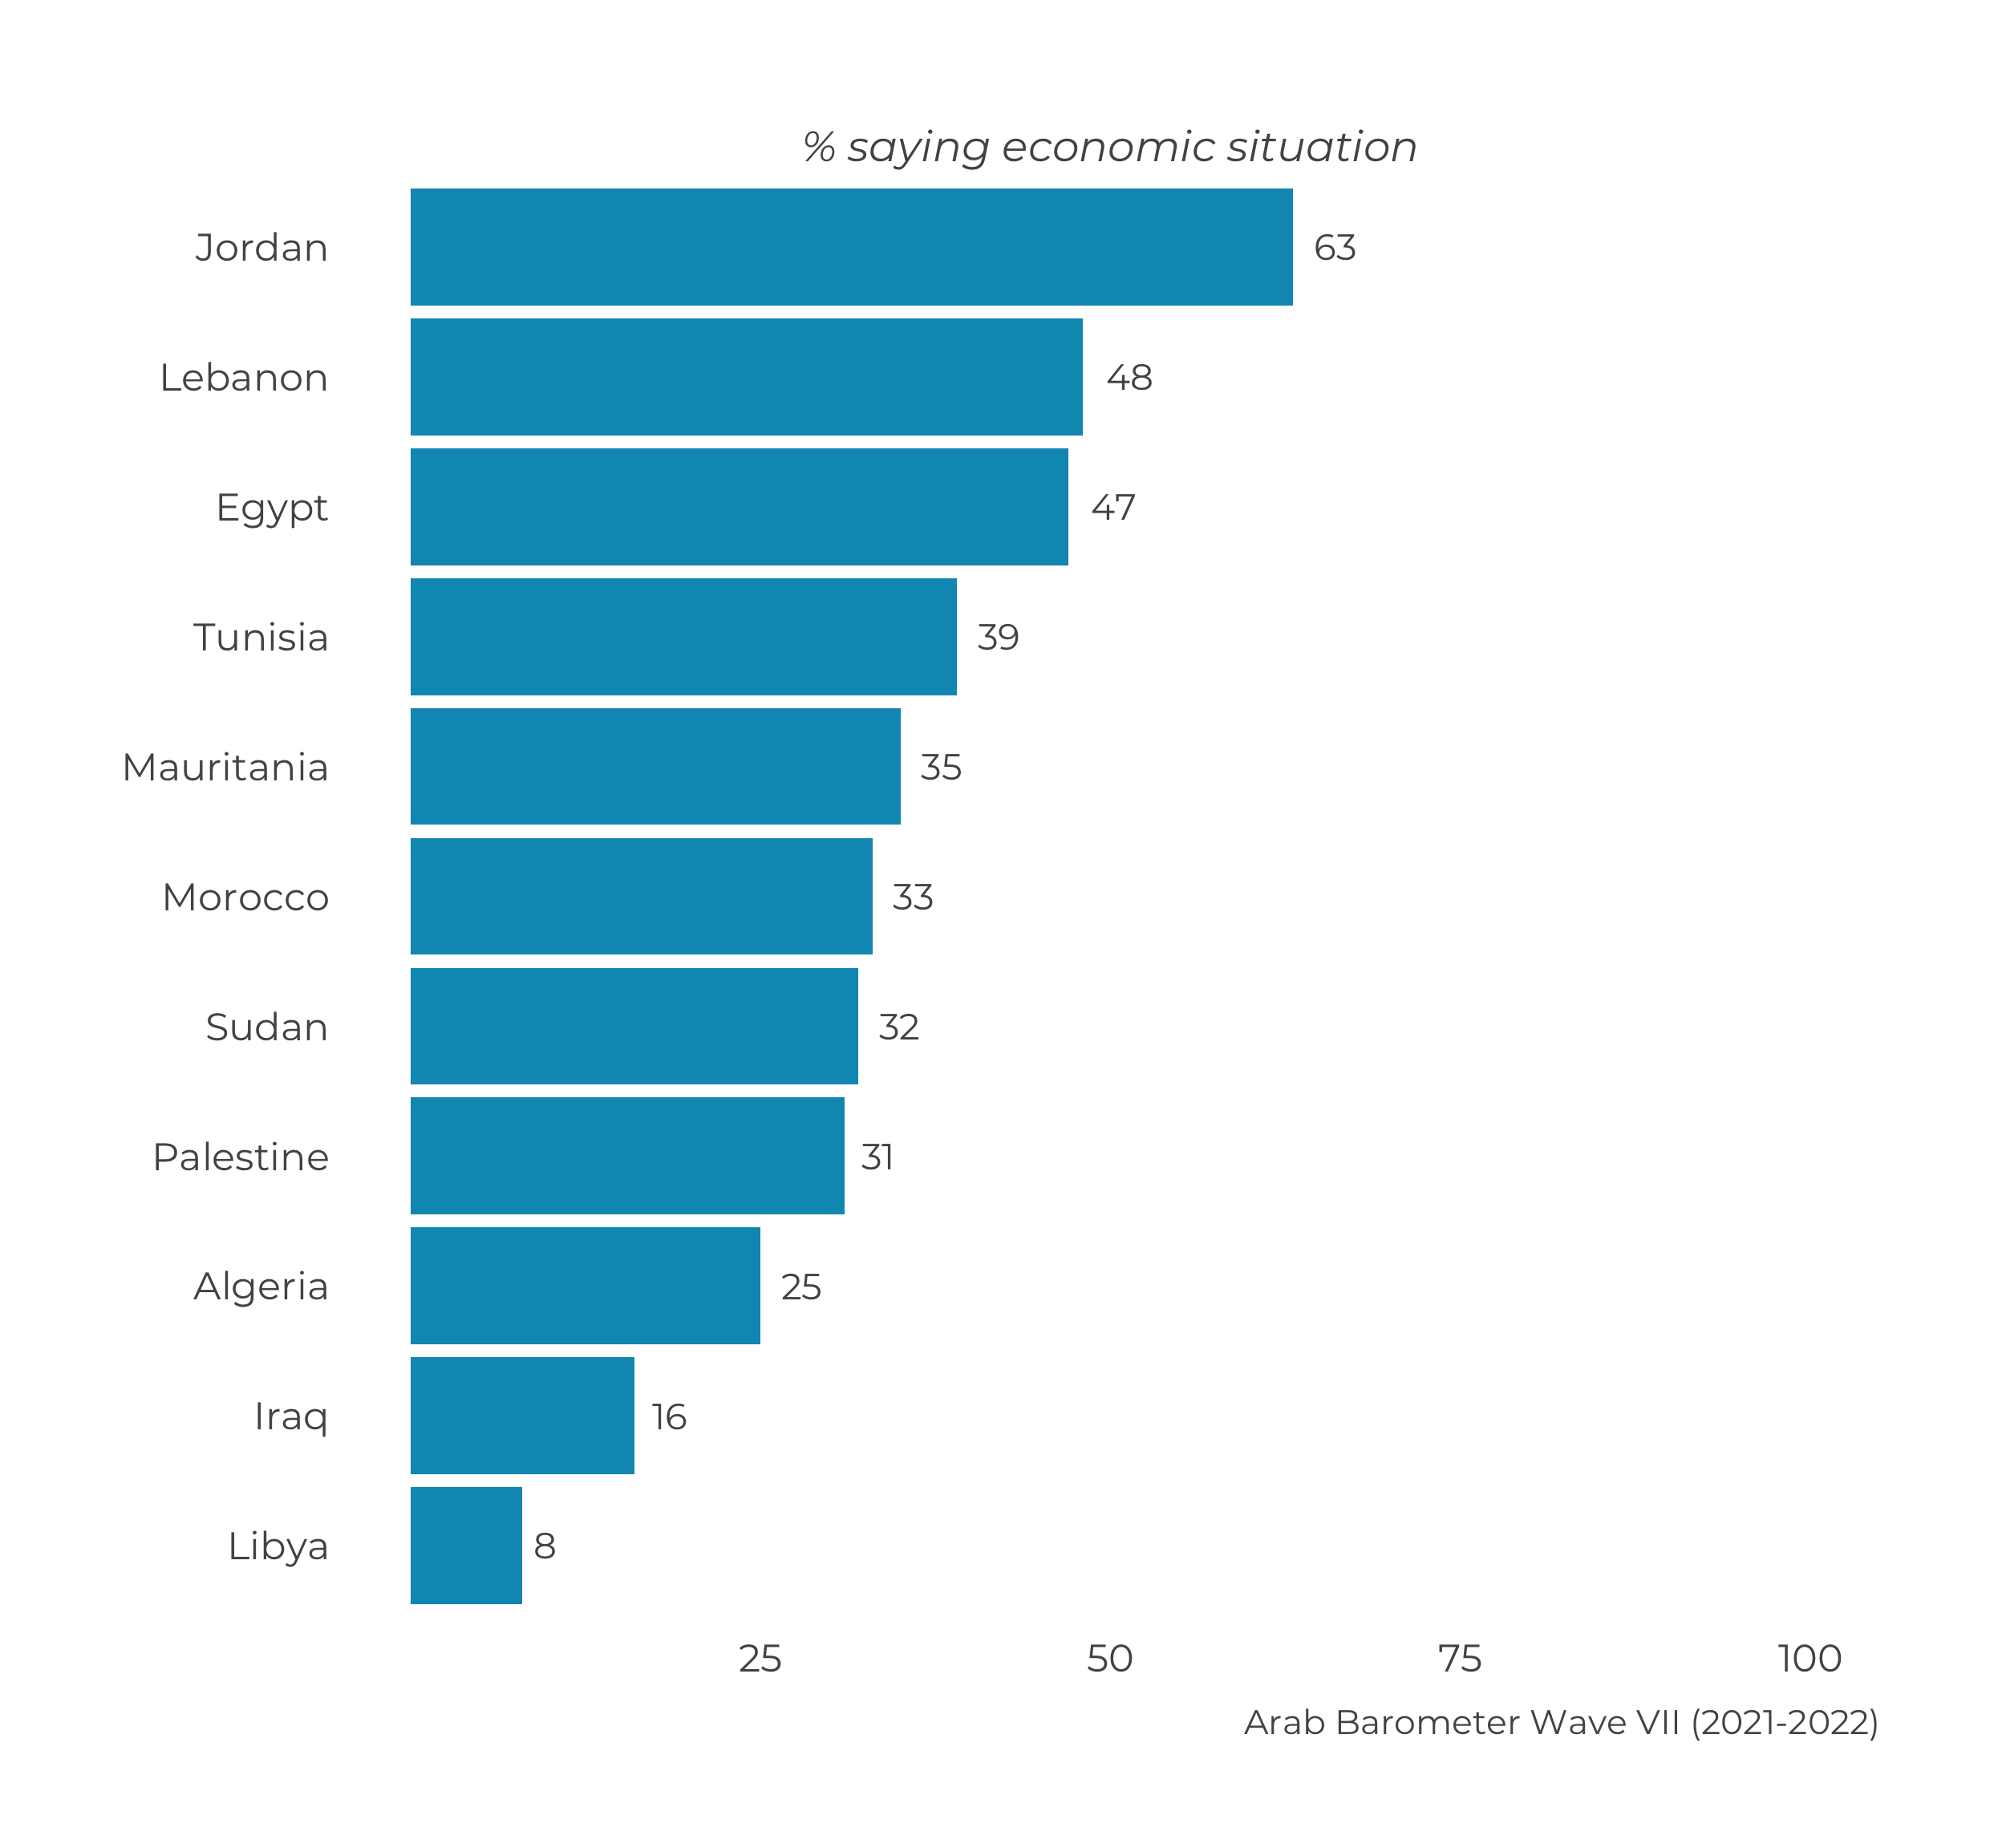 % saying economic situation
Jordan 63
Lebanon 48
Egypt 47
Tunisia 39
Mauritania 35
Morocco 33
Sudan 32
Palestine 31
Algeria 25
Iraq 16
Libya 8
25 50 75 100
Arab Barometer Wave VII (2021-2022)